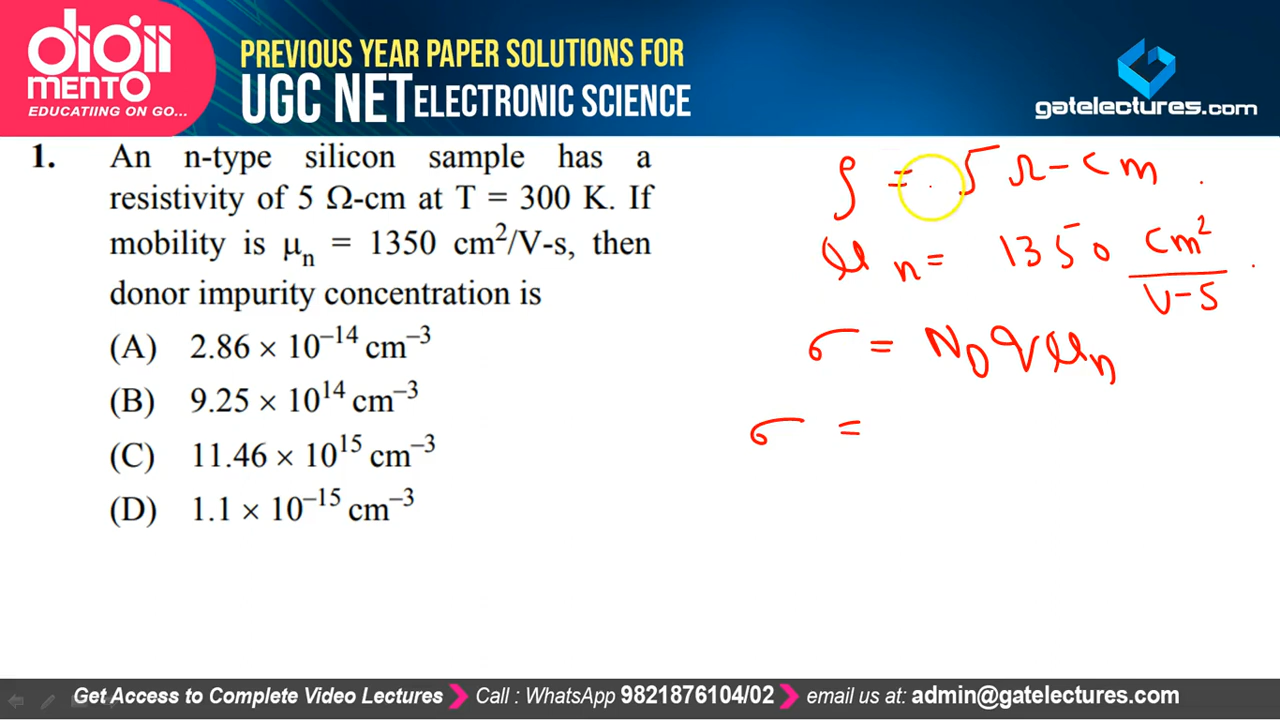 digii
MENTO
EDUCATIING ON GO...
PREVIOUS YEAR PAPER SOLUTIONS FOR
UGC NET ELECTRONIC SCIENCE
gatelectures.com
1. An n-type silicon sample has a
resistivity of 5 Ω-cm at T = 300 K. If
mobility is μₙ = 1350 cm²/V-s, then
donor impurity concentration is
(A) 2.86 × 10⁻¹⁴ cm⁻³
(B) 9.25 × 10¹⁴ cm⁻³
(C) 11.46 × 10¹⁵ cm⁻³
(D) 1.1 × 10⁻¹⁵ cm⁻³
ρ = 5 Ω-cm
μₙ = 1350 cm²/V-S
σ = N_D q μₙ
σ =
Get Access to Complete Video Lectures Call : WhatsApp 9821876104/02 email us at: admin@gatelectures.com